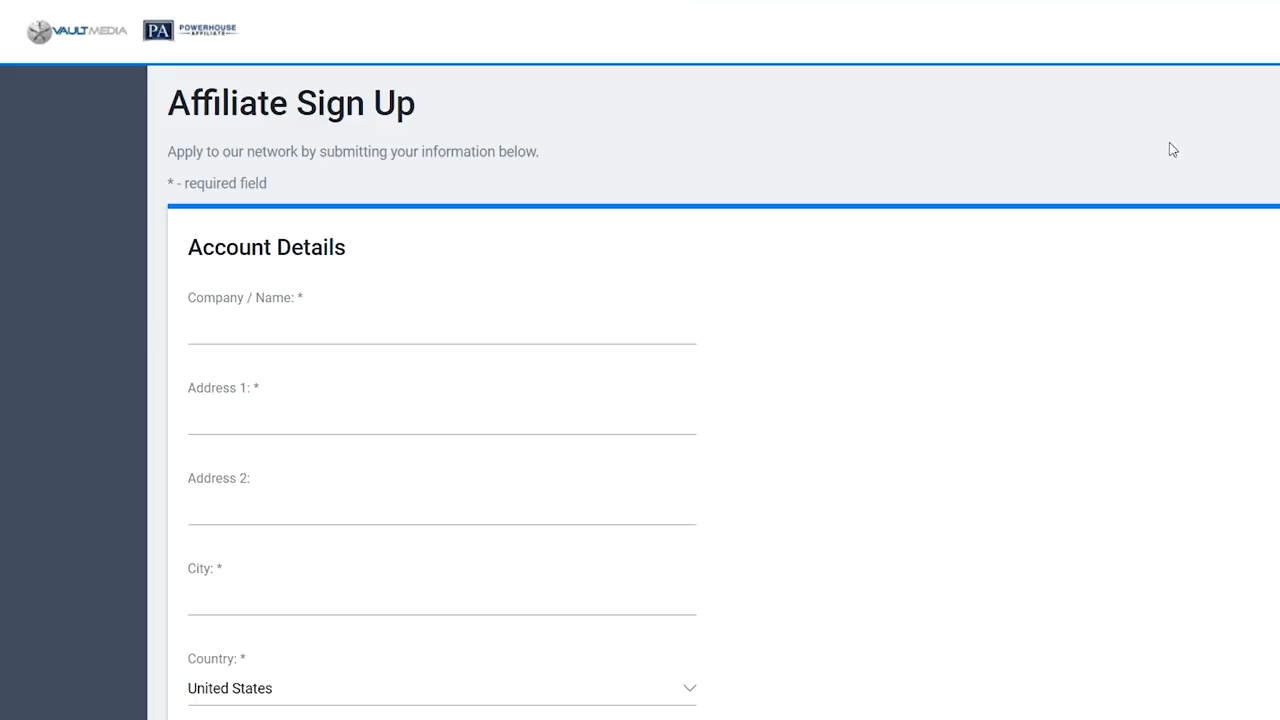 VAULTMEDIA PA POWERHOUSE
AFFILIATE
Affiliate Sign Up
Apply to our network by submitting your information below.
* - required field
Account Details
Company / Name: *
Address 1: *
Address 2:
City: *
Country: *
United States